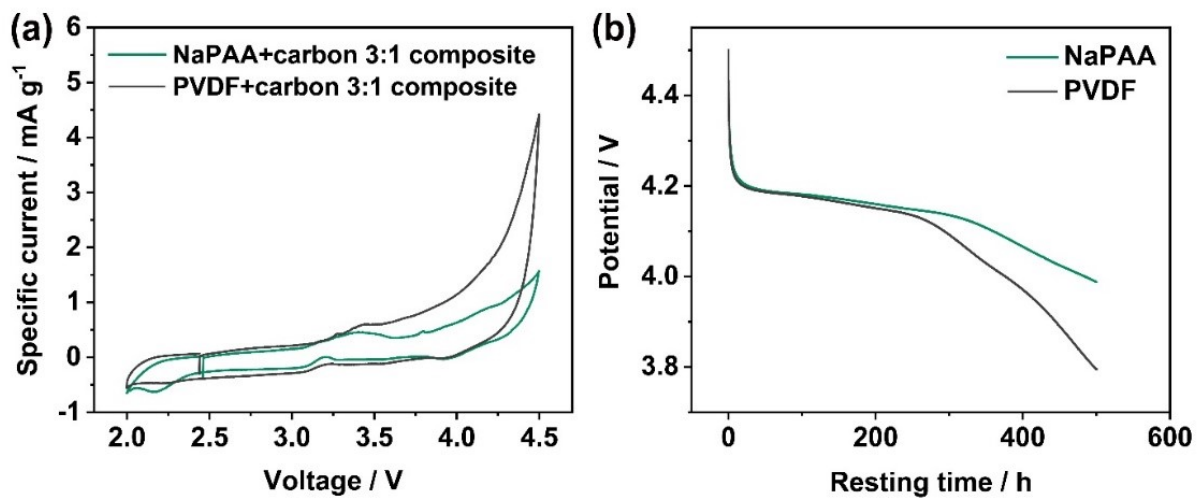 (a)
6
5
4
3
2
1
0
-1
Specific current / mA g⁻¹
NaPAA+carbon 3:1 composite
PVDF+carbon 3:1 composite
2.0 2.5 3.0 3.5 4.0 4.5
Voltage / V
(b)
4.4
4.2
4.0
3.8
Potential / V
NaPAA
PVDF
0 200 400 600
Resting time / h